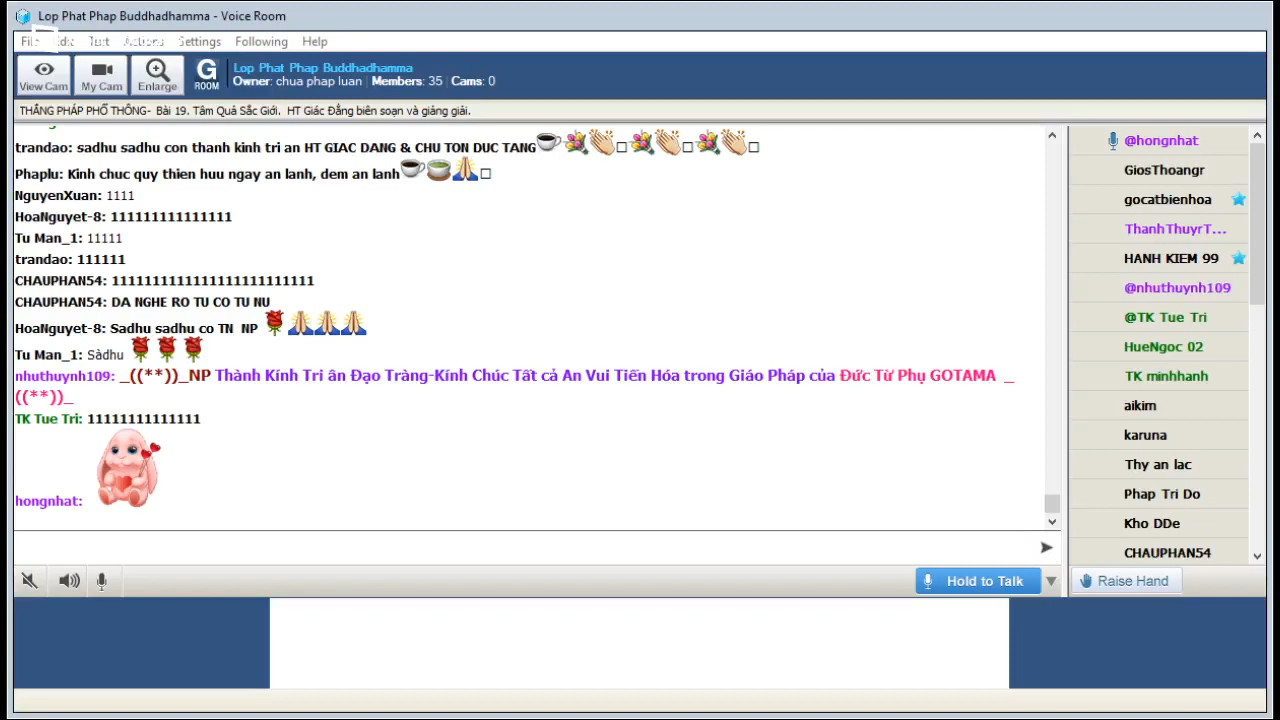 Lop Phat Phap Buddhadhamma - Voice Room
File Edit Text Actions Settings Following Help
View Cam My Cam Enlarge G ROOM
Lop Phat Phap Buddhadhamma
Owner: chua phap luan , Members: 35 , Cams: 0
THẮNG PHÁP PHỔ THÔNG- Bài 19. Tâm Quả Sắc Giới. HT Giác Đẳng biên soạn và giảng giải.
trandao: sadhu sadhu con thanh kinh tri an HT GIAC DANG & CHU TON DUC TANG
Phaplu: Kinh chuc quy thien huu ngay an lanh, dem an lanh
NguyenXuan: 1111
HoaNguyet-8: 111111111111111
Tu Man_1: 11111
trandao: 111111
CHAUPHAN54: 1111111111111111111111111
CHAUPHAN54: DA NGHE RO TU CO TU NU
HoaNguyet-8: Sadhu sadhu co TN NP
Tu Man_1: Sàdhu
nhuthuynh109: _((**))_NP Thành Kính Tri ân Đạo Tràng-Kính Chúc Tất cả An Vui Tiến Hóa trong Giáo Pháp của Đức Từ Phụ GOTAMA _
((**))_
TK Tue Tri: 11111111111111
hongnhat:
Hold to Talk
@hongnhat
GiosThoangr
gocatbienhoa
ThanhThuyrT...
HANH KIEM 99
@nhuthuynh109
@TK Tue Tri
HueNgoc 02
TK minhhanh
aikim
karuna
Thy an lac
Phap Tri Do
Kho DDe
CHAUPHAN54
Raise Hand